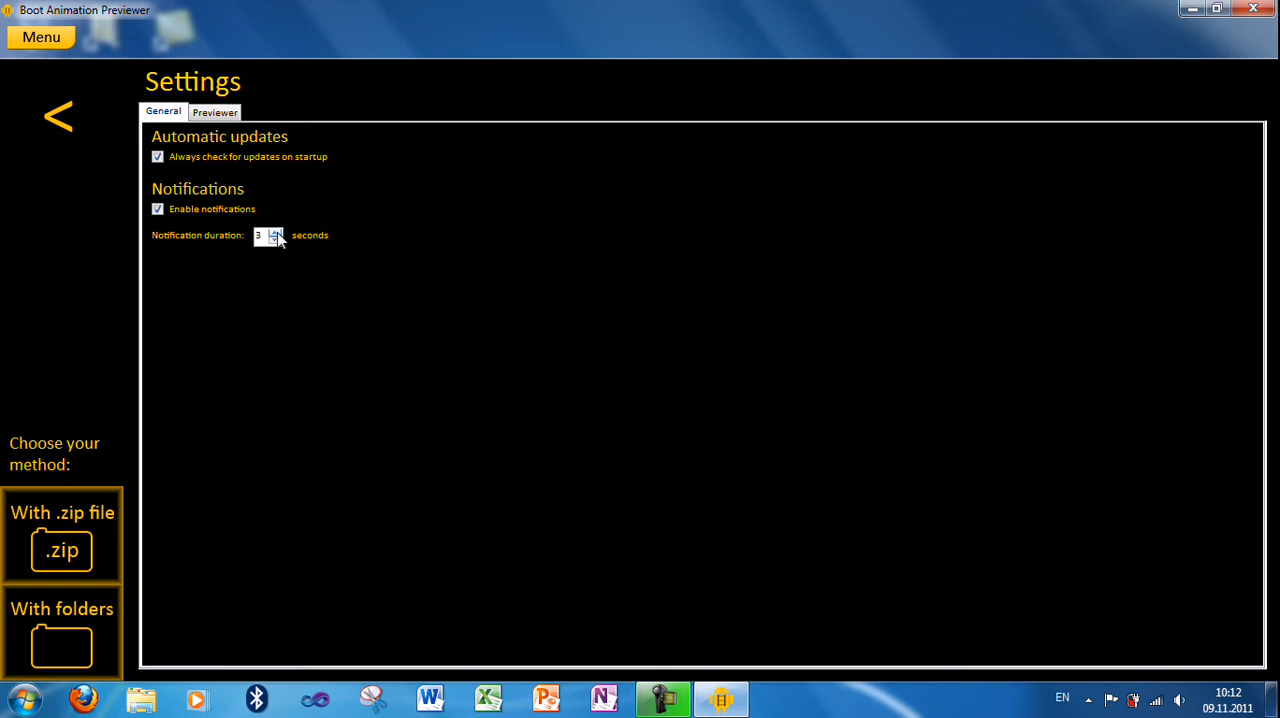 Boot Animation Previewer
Menu
<
Settings
General
Previewer
Automatic updates
Always check for updates on startup
Notifications
Enable notifications
Notification duration: 3 seconds
Choose your
method:
With .zip file
.zip
With folders
W
X
P
N
EN
10:12
09.11.2011